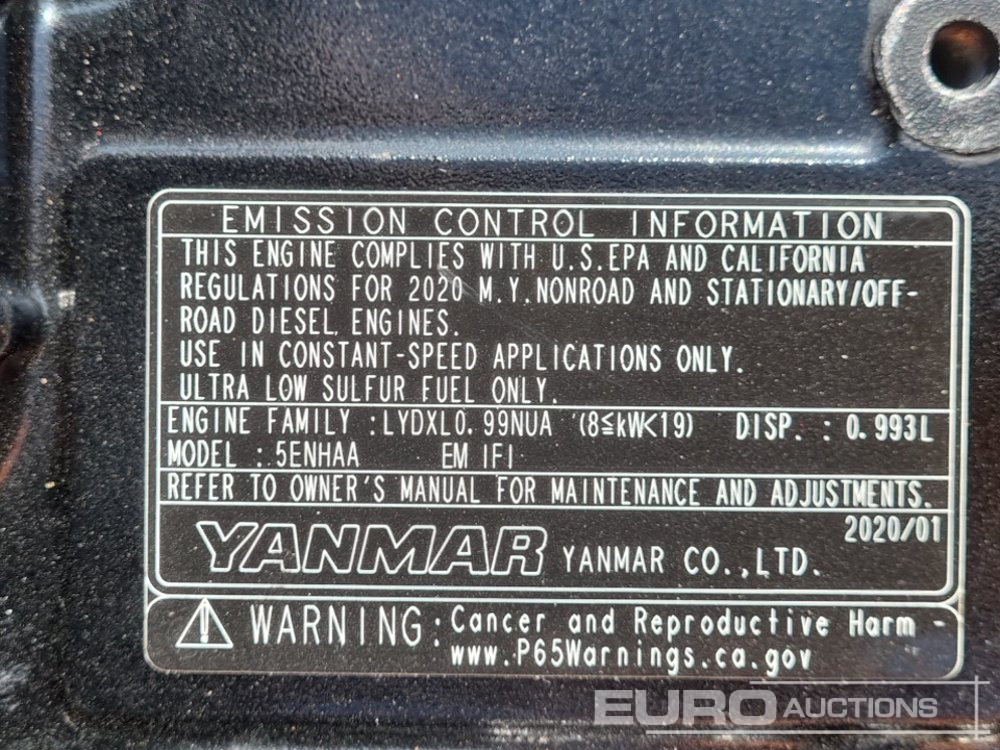 EMISSION CONTROL INFORMATION
THIS ENGINE COMPLIES WITH U.S.EPA AND CALIFORNIA
REGULATIONS FOR 2020 M.Y.NONROAD AND STATIONARY/OFF-
ROAD DIESEL ENGINES.
USE IN CONSTANT-SPEED APPLICATIONS ONLY.
ULTRA LOW SULFUR FUEL ONLY.
ENGINE FAMILY :LYDXL0.99NUA (8≦kW<19) DISP. : 0.993L
MODEL : 5ENHAA EM IFI
REFER TO OWNER'S MANUAL FOR MAINTENANCE AND ADJUSTMENTS.
2020/01
YANMAR YANMAR CO.,LTD.
WARNING: Cancer and Reproductive Harm -
www.P65Warnings.ca.gov
EURO AUCTIONS